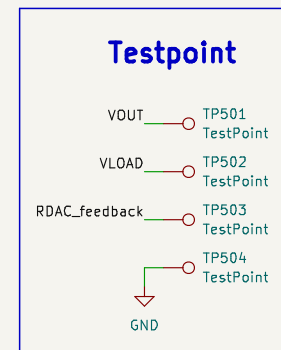 Testpoint
VOUT
TP501
TestPoint
VLOAD
TP502
TestPoint
RDAC_feedback
TP503
TestPoint
TP504
TestPoint
GND